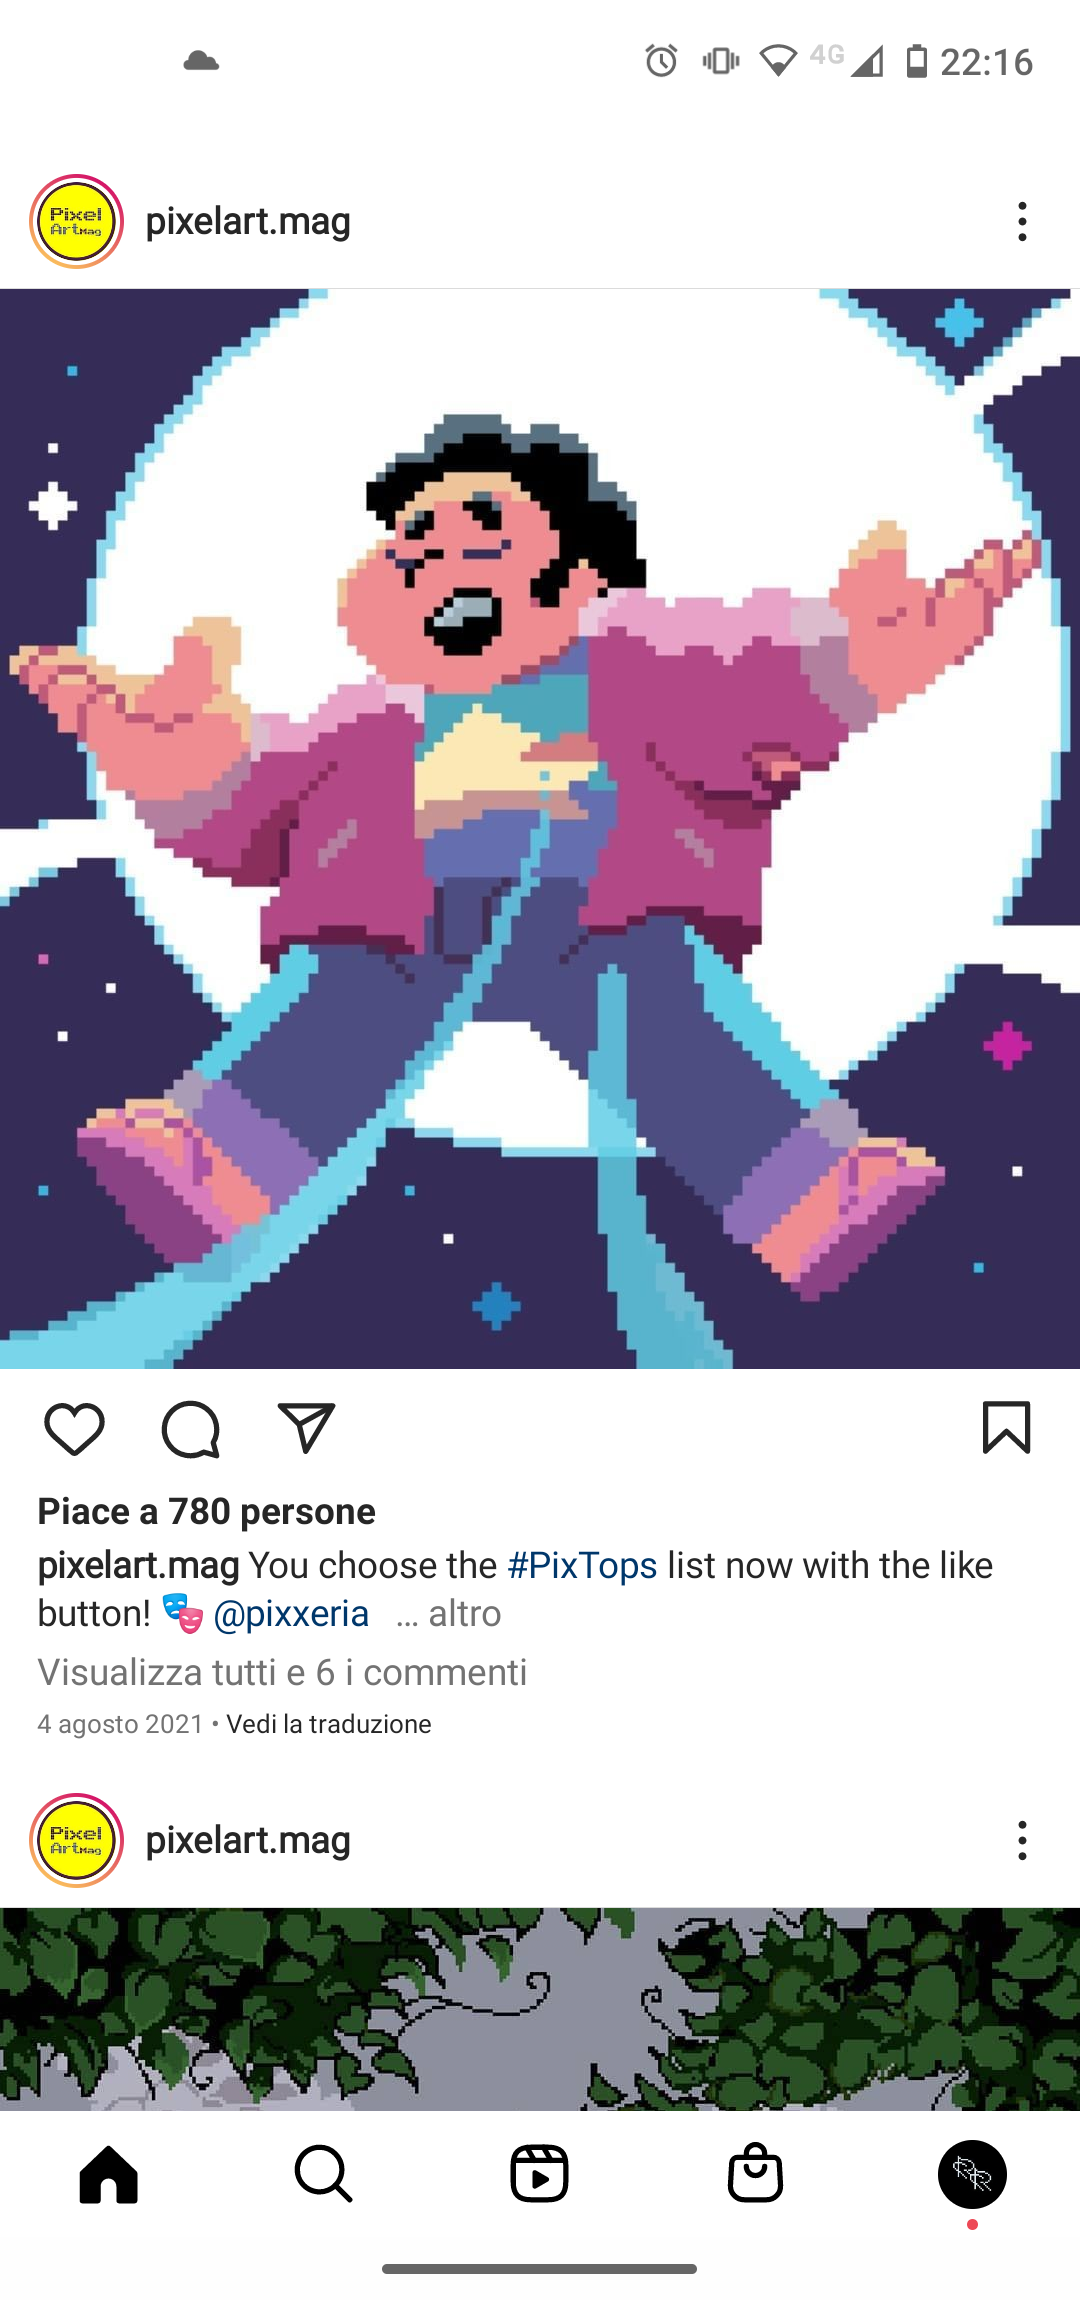 4G 22:16
Pixel
ArtMag
pixelart.mag
Piace a 780 persone
pixelart.mag You choose the #PixTops list now with the like
button! 🎭 @pixxeria … altro
Visualizza tutti e 6 i commenti
4 agosto 2021 • Vedi la traduzione
Pixel
ArtMag
pixelart.mag